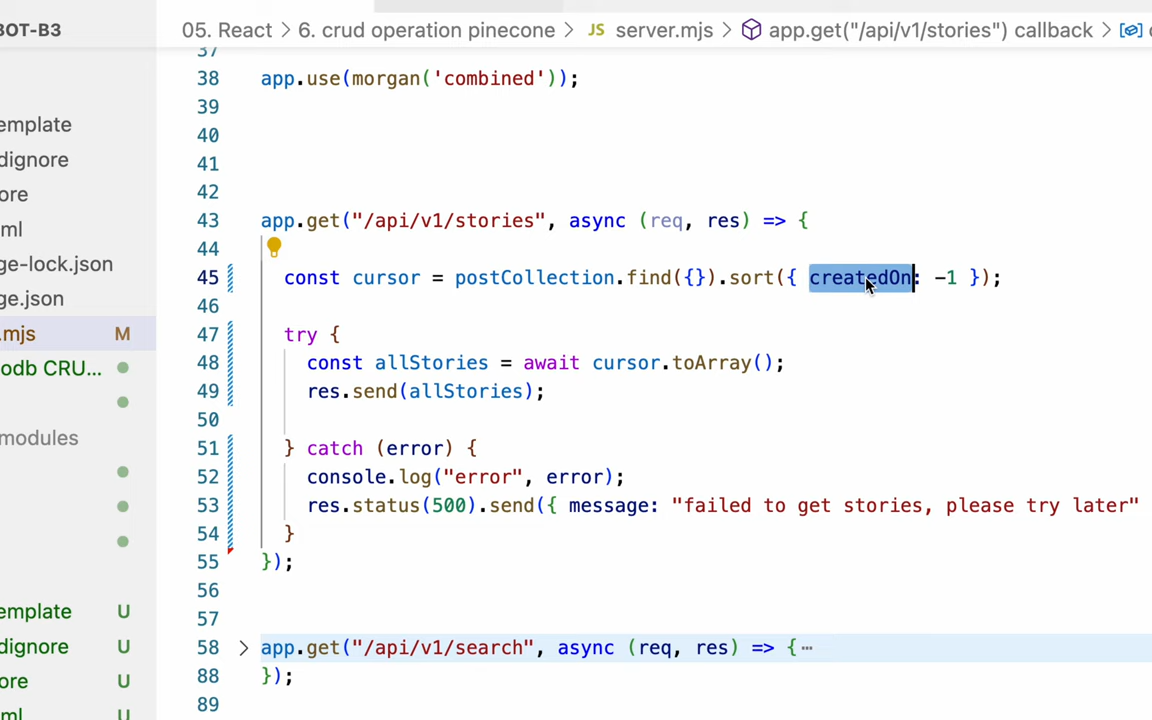 OT-B3
05. React > 6. crud operation pinecone > JS server.mjs > app.get("/api/v1/stories") callback >
emplate
dignore
ore
ml
ge-lock.json
ge.json
.mjs M
odb CRU...
modules
emplate U
dignore U
ore U
ml U
37
38 app.use(morgan('combined'));
39
40
41
42
43 app.get("/api/v1/stories", async (req, res) => {
44
45 const cursor = postCollection.find({}).sort({ createdOn: -1 });
46
47 try {
48 const allStories = await cursor.toArray();
49 res.send(allStories);
50
51 } catch (error) {
52 console.log("error", error);
53 res.status(500).send({ message: "failed to get stories, please try later"
54 }
55 });
56
57
58 > app.get("/api/v1/search", async (req, res) => {…
88 });
89